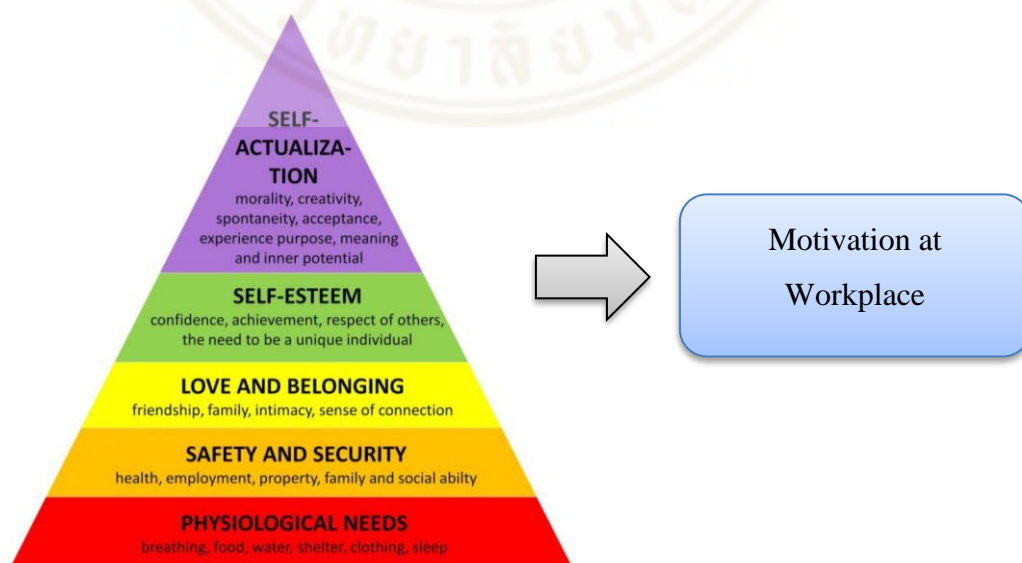 SELF-
ACTUALIZA-
TION
morality, creativity,
spontaneity, acceptance,
experience purpose, meaning
and inner potential
SELF-ESTEEM
confidence, achievement, respect of others,
the need to be a unique individual
LOVE AND BELONGING
friendship, family, intimacy, sense of connection
SAFETY AND SECURITY
health, employment, property, family and social abilty
PHYSIOLOGICAL NEEDS
breathing, food, water, shelter, clothing, sleep
Motivation at
Workplace